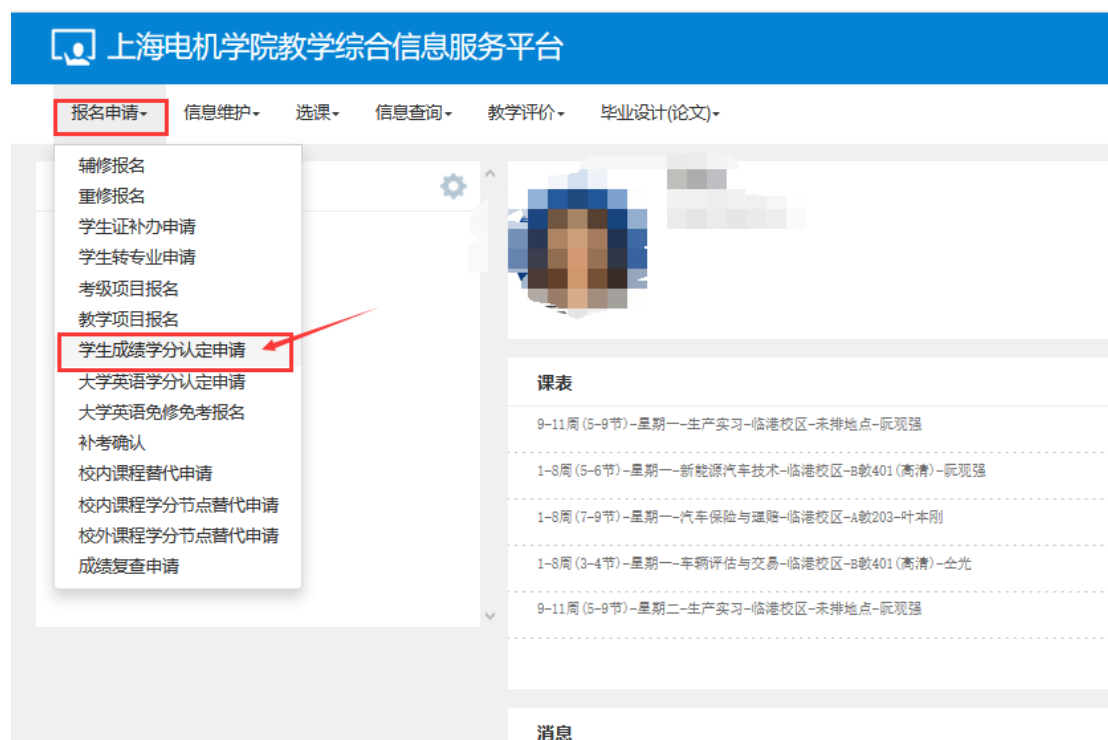 上海电机学院教学综合信息服务平台
报名申请 信息维护 选课 信息查询 教学评价 毕业设计(论文)
辅修报名
重修报名
学生证补办申请
学生转专业申请
考级项目报名
教学项目报名
学生成绩学分认定申请
大学英语学分认定申请
大学英语免修免考报名
补考确认
校内课程替代申请
校内课程学分节点替代申请
校外课程学分节点替代申请
成绩复查申请
课表
9-11周(5-9节)-星期一-生产实习-临港校区-未排地点-阮观强
1-8周(5-6节)-星期一-新能源汽车技术-临港校区-B教401(高清)-阮观强
1-8周(7-9节)-星期一-汽车保险与理赔-临港校区-A教203-叶本刚
1-8周(3-4节)-星期一-车辆评估与交易-临港校区-B教401(高清)-仝光
9-11周(5-9节)-星期二-生产实习-临港校区-未排地点-阮观强
消息